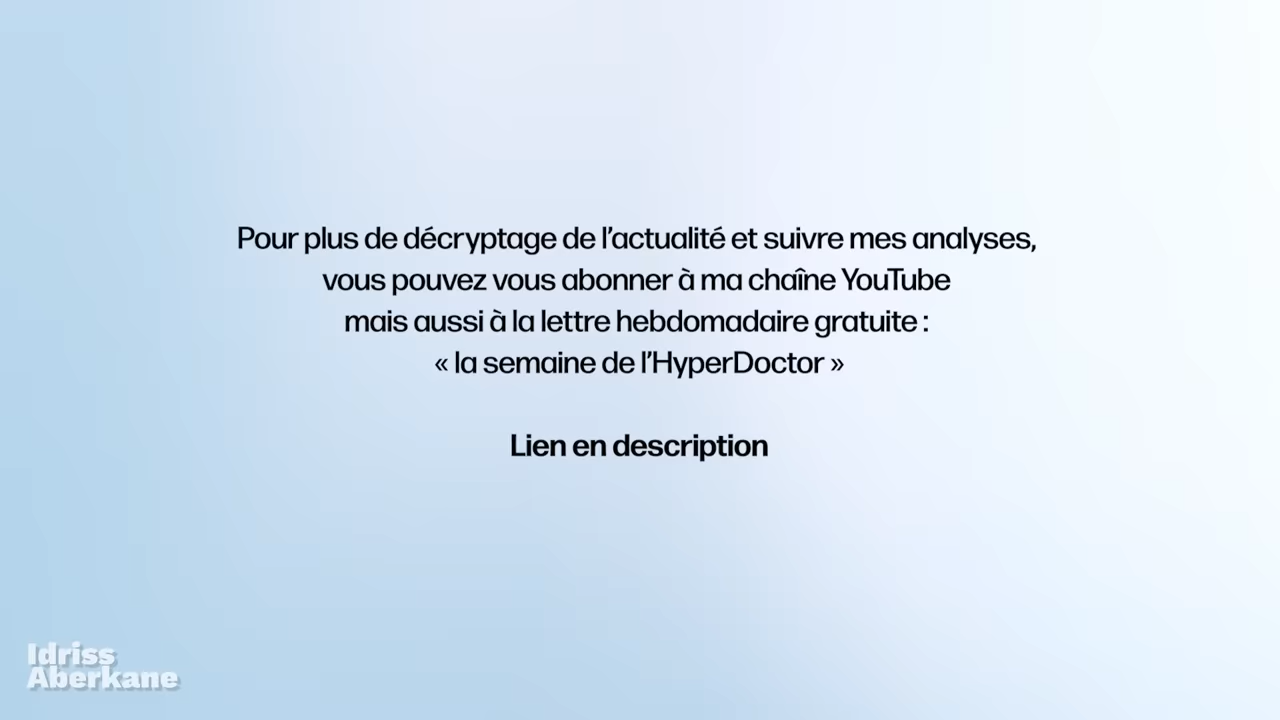 Pour plus de décryptage de l’actualité et suivre mes analyses,
vous pouvez vous abonner à ma chaîne YouTube
mais aussi à la lettre hebdomadaire gratuite :
« la semaine de l’HyperDoctor »
Lien en description
Idriss
Aberkane